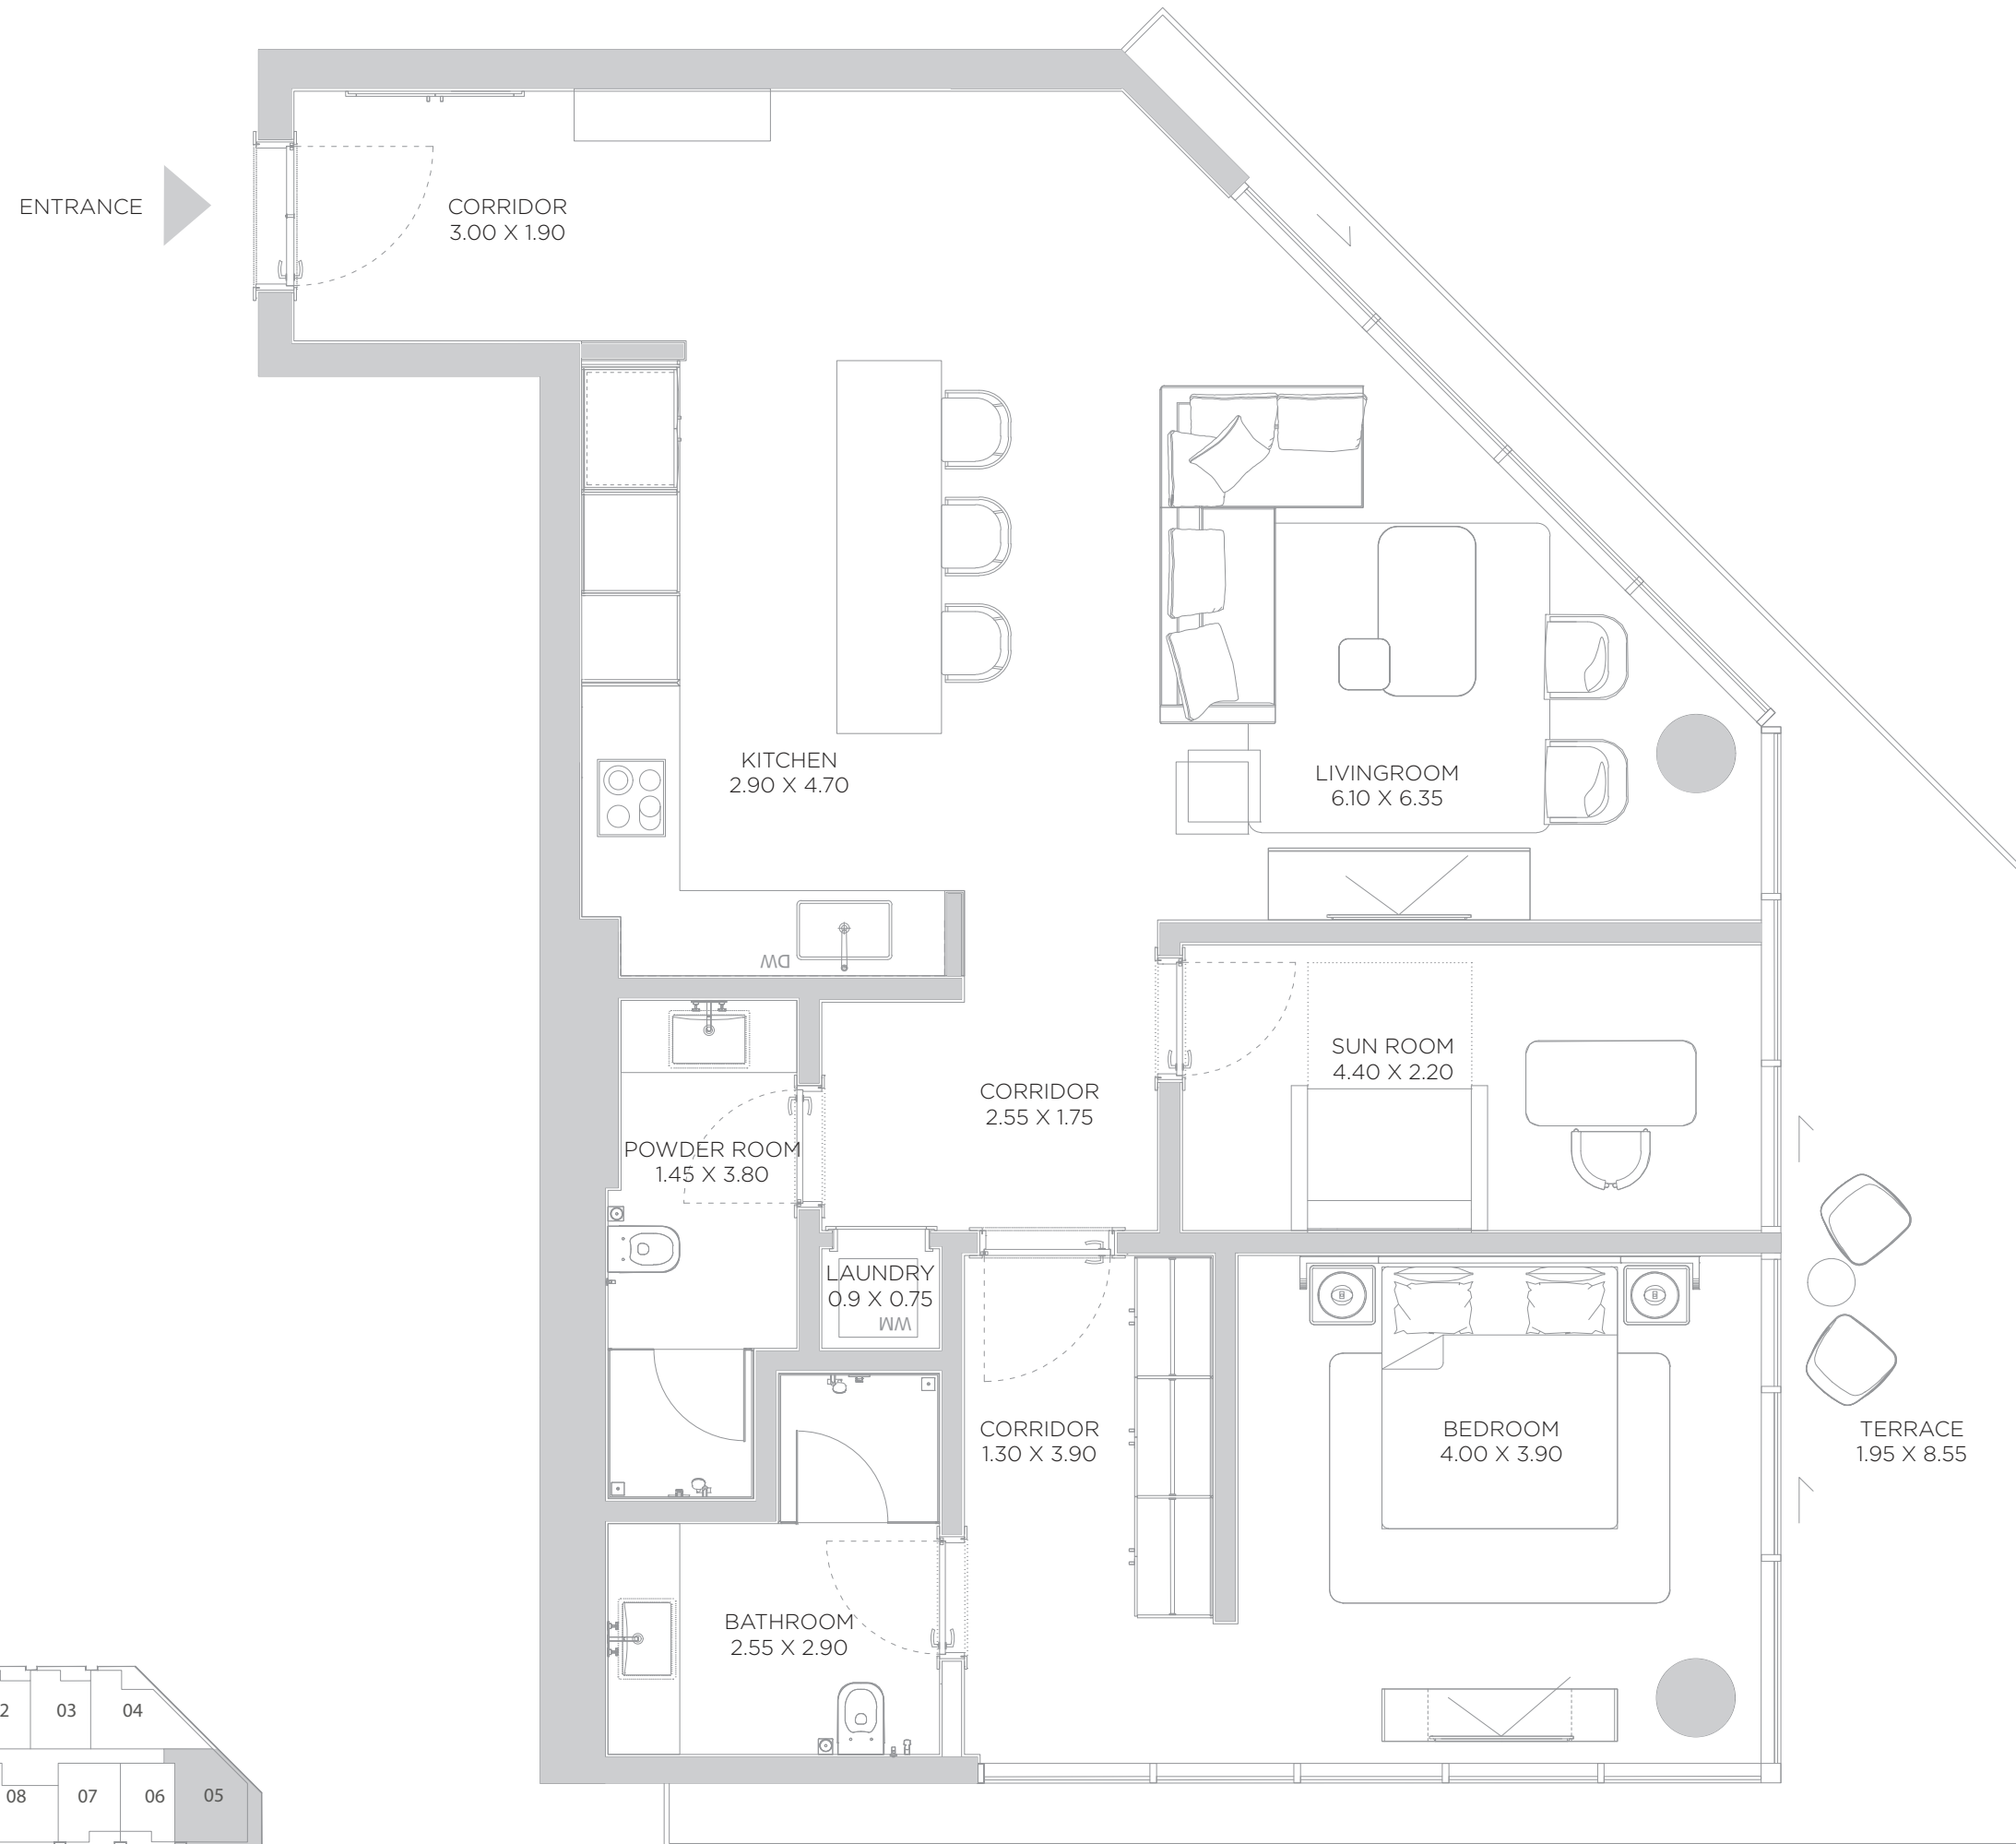 ENTRANCE
CORRIDOR
3.00 X 1.90
KITCHEN
2.90 X 4.70
LIVINGROOM
6.10 X 6.35
DW
SUN ROOM
4.40 X 2.20
CORRIDOR
2.55 X 1.75
POWDER ROOM
1.45 X 3.80
LAUNDRY
0.9 X 0.75
WM
CORRIDOR
1.30 X 3.90
BEDROOM
4.00 X 3.90
TERRACE
1.95 X 8.55
BATHROOM
2.55 X 2.90
2 03 04
08 07 06 05